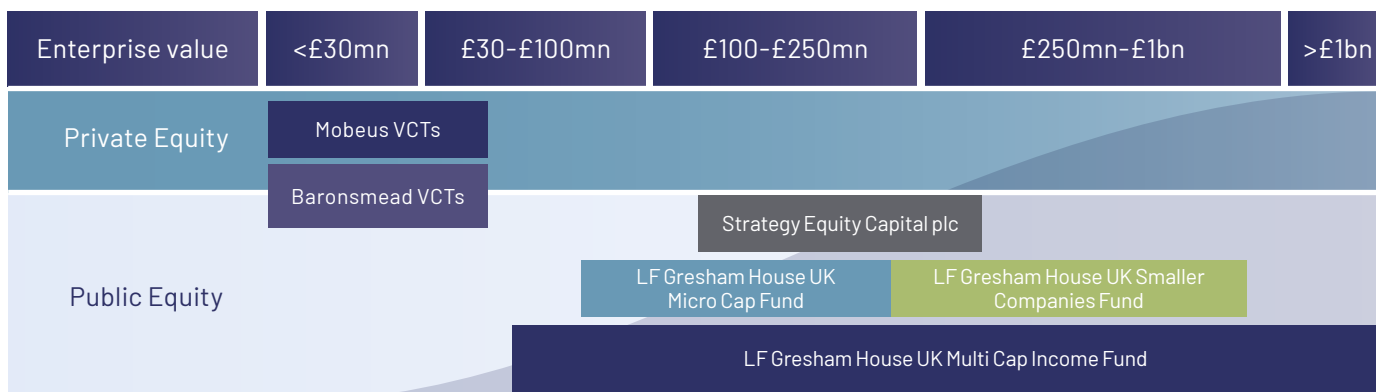 Enterprise value
<£30mn
£30-£100mn
£100-£250mn
£250mn-£1bn
>£1bn
Private Equity
Mobeus VCTs
Baronsmead VCTs
Public Equity
Strategy Equity Capital plc
LF Gresham House UK
Micro Cap Fund
LF Gresham House UK Smaller
Companies Fund
LF Gresham House UK Multi Cap Income Fund